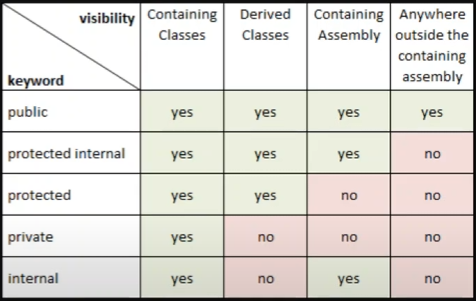 visibility
keyword
Containing Classes
Derived Classes
Containing Assembly
Anywhere outside the containing assembly
public yes yes yes yes
protected internal yes yes yes no
protected yes yes no no
private yes no no no
internal yes no yes no